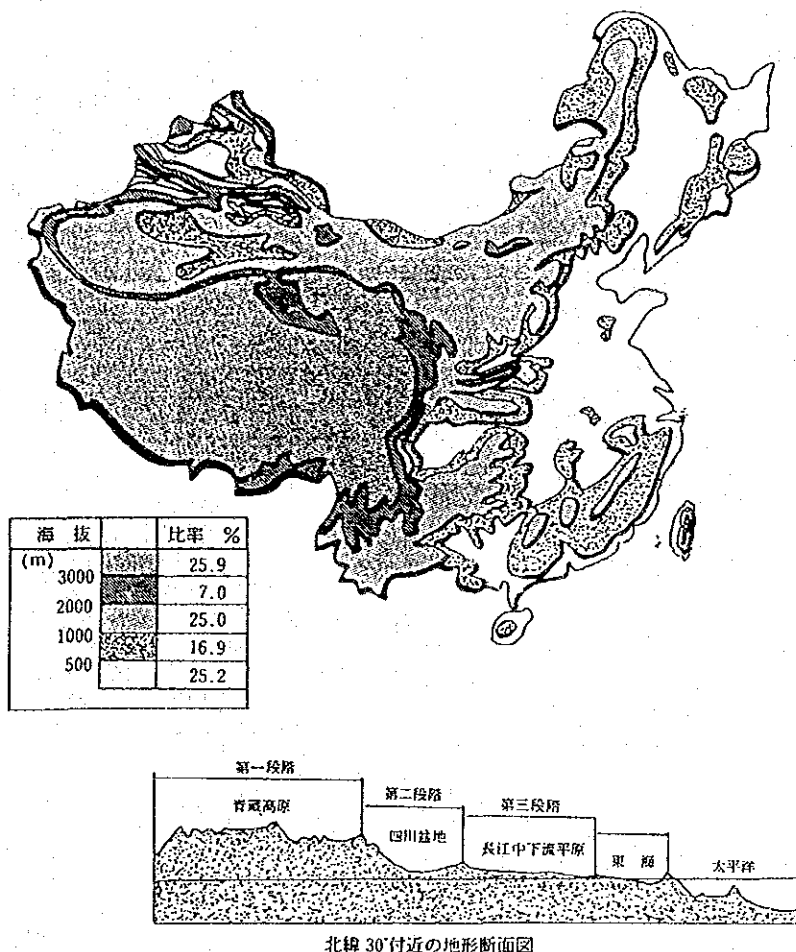 海 抜 比率 %
(m)
25.9
3000
7.0
2000
25.0
1000
16.9
500
25.2
第一段階
第二段階
第三段階
青蔵高原
四川盆地
長江中下流平原
東 海
太平洋
北緯 30°付近の地形断面図